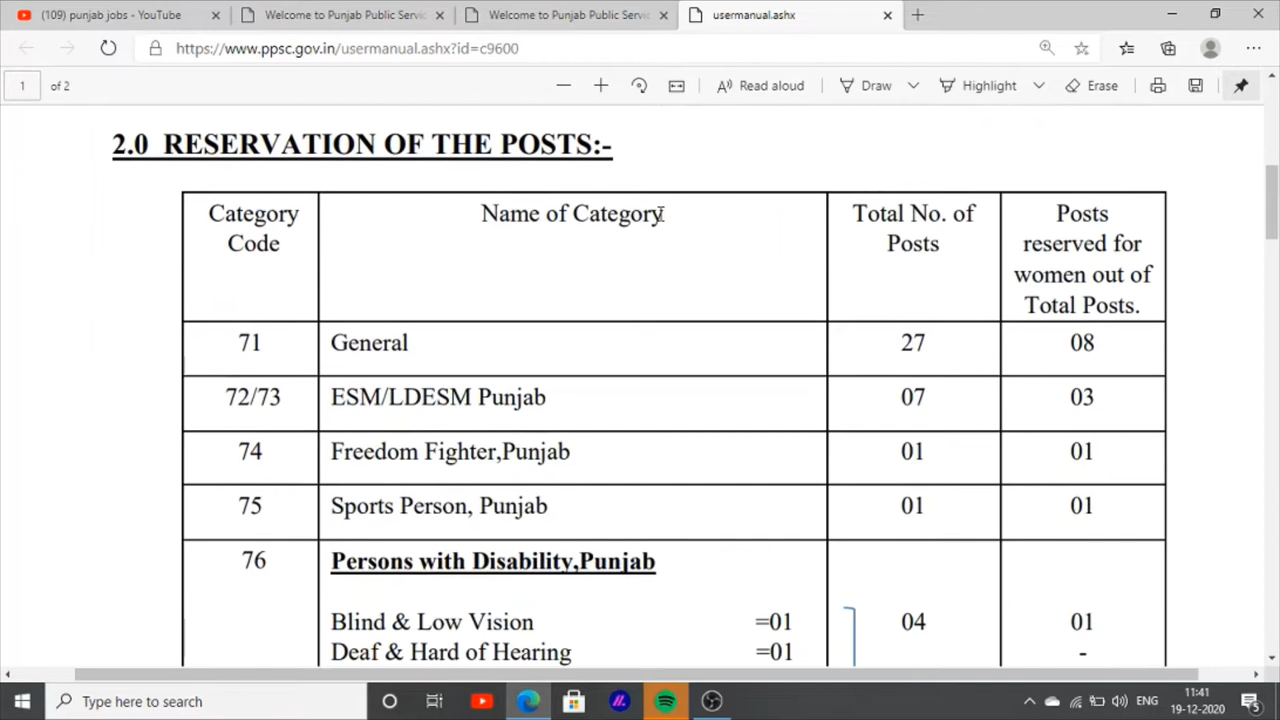 (109) punjab jobs - YouTube
Welcome to Punjab Public Servic
Welcome to Punjab Public Servic
usermanual.ashx
https://www.ppsc.gov.in/usermanual.ashx?id=c9600
1 of 2
Read aloud
Draw
Highlight
Erase
2.0 RESERVATION OF THE POSTS:-
Category Code
Name of Category
Total No. of Posts
Posts reserved for women out of Total Posts.
71 General 27 08
72/73 ESM/LDESM Punjab 07 03
74 Freedom Fighter,Punjab 01 01
75 Sports Person, Punjab 01 01
76 Persons with Disability,Punjab
Blind & Low Vision =01 04 01
Deaf & Hard of Hearing =01 -
Type here to search
ENG
11:41
19-12-2020
5